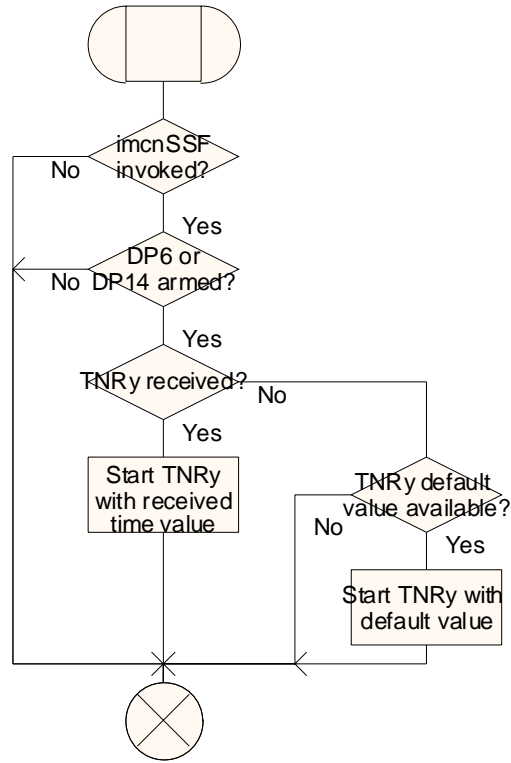 imcnSSF
invoked?
No
Yes
DP6 or
DP14 armed?
No
Yes
TNRy received?
No
Yes
Start TNRy
with received
time value
TNRy default
value available?
No
Yes
Start TNRy with
default value